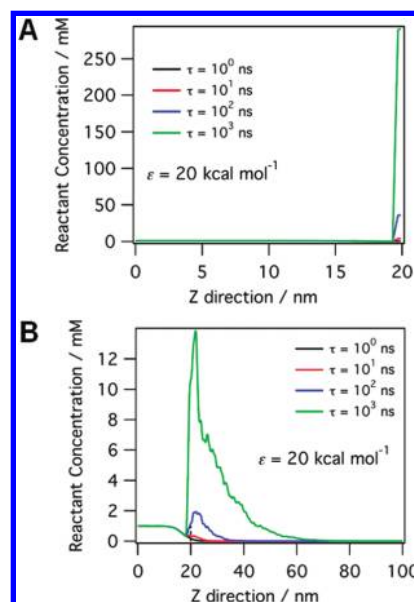 A
Reactant Concentration / mM
250
200
150
100
50
0
τ = 10⁰ ns
τ = 10¹ ns
τ = 10² ns
τ = 10³ ns
ε = 20 kcal mol⁻¹
0 5 10 15 20
Z direction / nm
B
Reactant Concentration / mM
12
10
8
6
4
2
0
τ = 10⁰ ns
τ = 10¹ ns
τ = 10² ns
τ = 10³ ns
ε = 20 kcal mol⁻¹
0 20 40 60 80 100
Z direction / nm